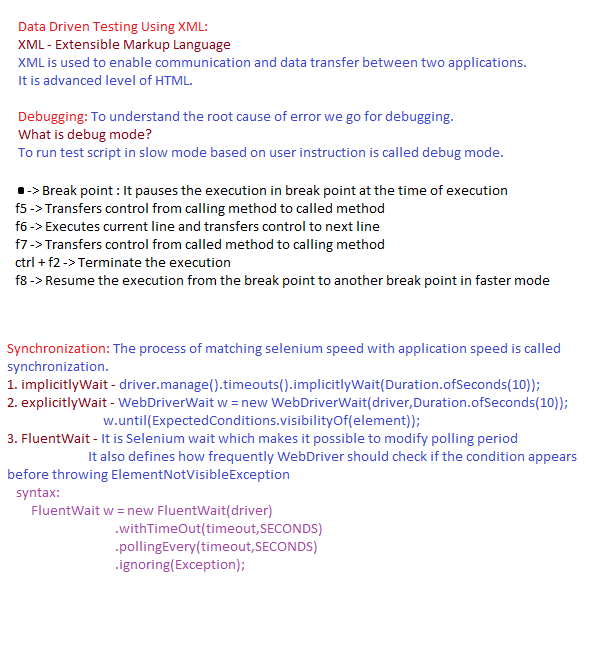 Data Driven Testing Using XML:
XML - Extensible Markup Language
XML is used to enable communication and data transfer between two applications.
It is advanced level of HTML.
Debugging: To understand the root cause of error we go for debugging.
What is debug mode?
To run test script in slow mode based on user instruction is called debug mode.
-> Break point : It pauses the execution in break point at the time of execution
f5 -> Transfers control from calling method to called method
f6 -> Executes current line and transfers control to next line
f7 -> Transfers control from called method to calling method
ctrl + f2 -> Terminate the execution
f8 -> Resume the execution from the break point to another break point in faster mode
Synchronization: The process of matching selenium speed with application speed is called
synchronization.
1. implicitlyWait - driver.manage().timeouts().implicitlyWait(Duration.ofSeconds(10));
2. explicitlyWait - WebDriverWait w = new WebDriverWait(driver,Duration.ofSeconds(10));
w.until(ExpectedConditions.visibilityOf(element));
3. FluentWait - It is Selenium wait which makes it possible to modify polling period
It also defines how frequently WebDriver should check if the condition appears
before throwing ElementNotVisibleException
syntax:
FluentWait w = new FluentWait(driver)
.withTimeOut(timeout,SECONDS)
.pollingEvery(timeout,SECONDS)
.ignoring(Exception);